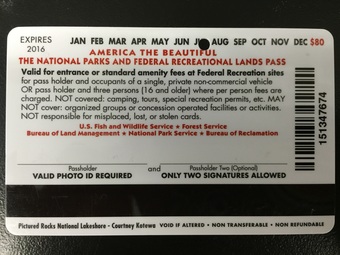 EXPIRES
2016
JAN FEB MAR APR MAY JUN AUG SEP OCT NOV DEC $80
AMERICA THE BEAUTIFUL
THE NATIONAL PARKS AND FEDERAL RECREATIONAL LANDS PASS
Valid for entrance or standard amenity fees at Federal Recreation sites
for pass holder and occupants of a single, private non-commercial vehicle
OR pass holder and three persons (16 and older) where per person fees are
charged. NOT covered: camping, tours, special recreation permits, etc. MAY
NOT cover: organized groups or concession operated facilities or activities.
NOT responsible for misplaced, lost, or stolen cards.
U.S. Fish and Wildlife Service ★ Forest Service
Bureau of Land Management ★ National Park Service ★ Bureau of Reclamation
151347674
Passholder and Passholder Two (Optional)
VALID PHOTO ID REQUIRED ONLY TWO SIGNATURES ALLOWED
Pictured Rocks National Lakeshore - Courtney Kotewa VOID IF ALTERED • NON TRANSFERABLE • NON REFUNDABLE